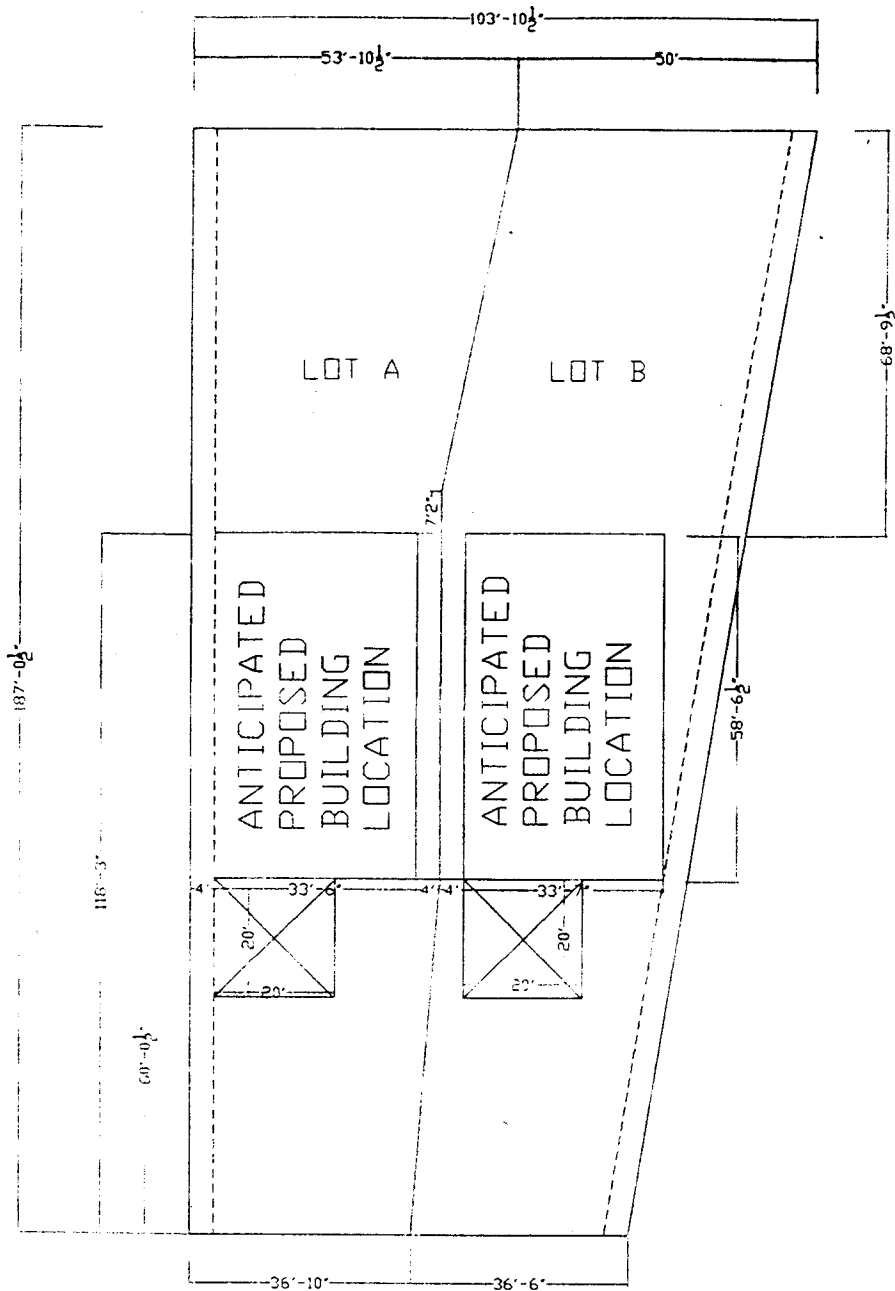 103'-10½"
53'-10½"
50'
187'-0½"
68'-9½"
LOT A
LOT B
7'2"
ANTICIPATED
PROPOSED
BUILDING
LOCATION
ANTICIPATED
PROPOSED
BUILDING
LOCATION
58'-6½"
118'-3"
4'
33'-6"
4'
4'
33'-7"
20'
20'
20'
20'
60'-0½"
36'-10"
36'-6"